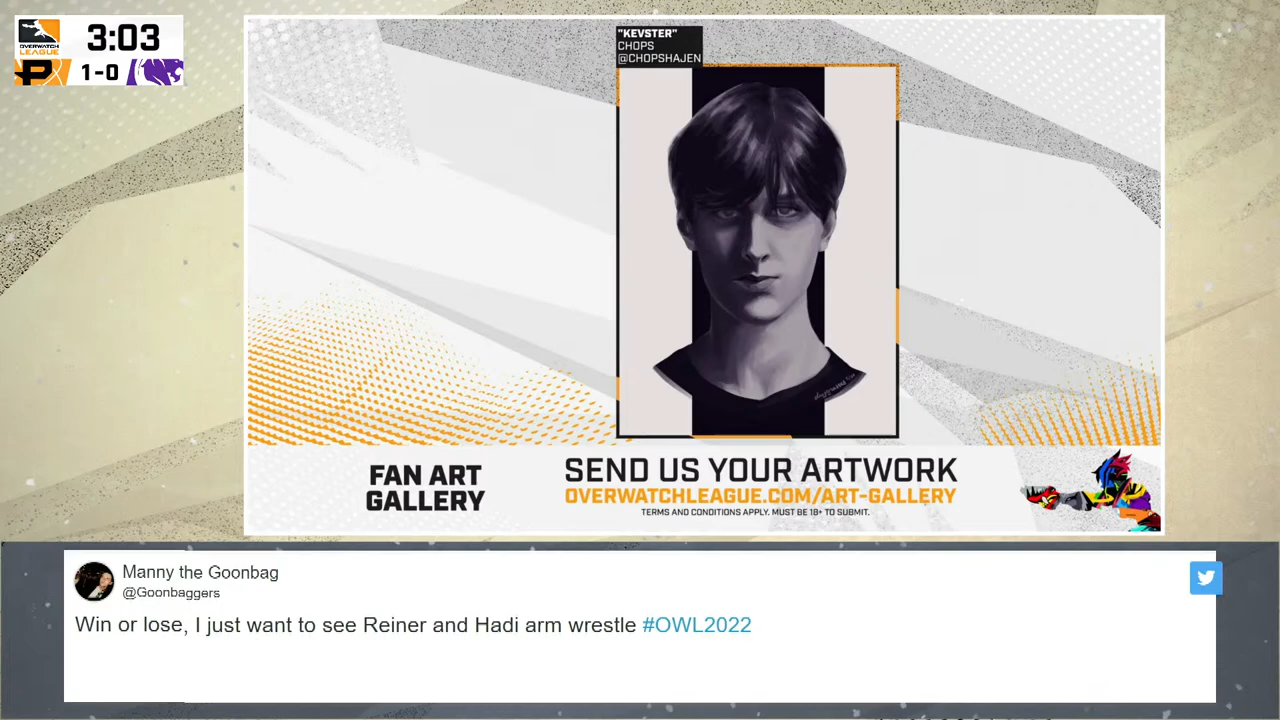 OVERWATCH
LEAGUE
3:03
1-0
"KEVSTER"
CHOPS
@CHOPSHAJEN
FAN ART
GALLERY
SEND US YOUR ARTWORK
OVERWATCHLEAGUE.COM/ART-GALLERY
TERMS AND CONDITIONS APPLY. MUST BE 18+ TO SUBMIT.
Manny the Goonbag
@Goonbaggers
Win or lose, I just want to see Reiner and Hadi arm wrestle #OWL2022